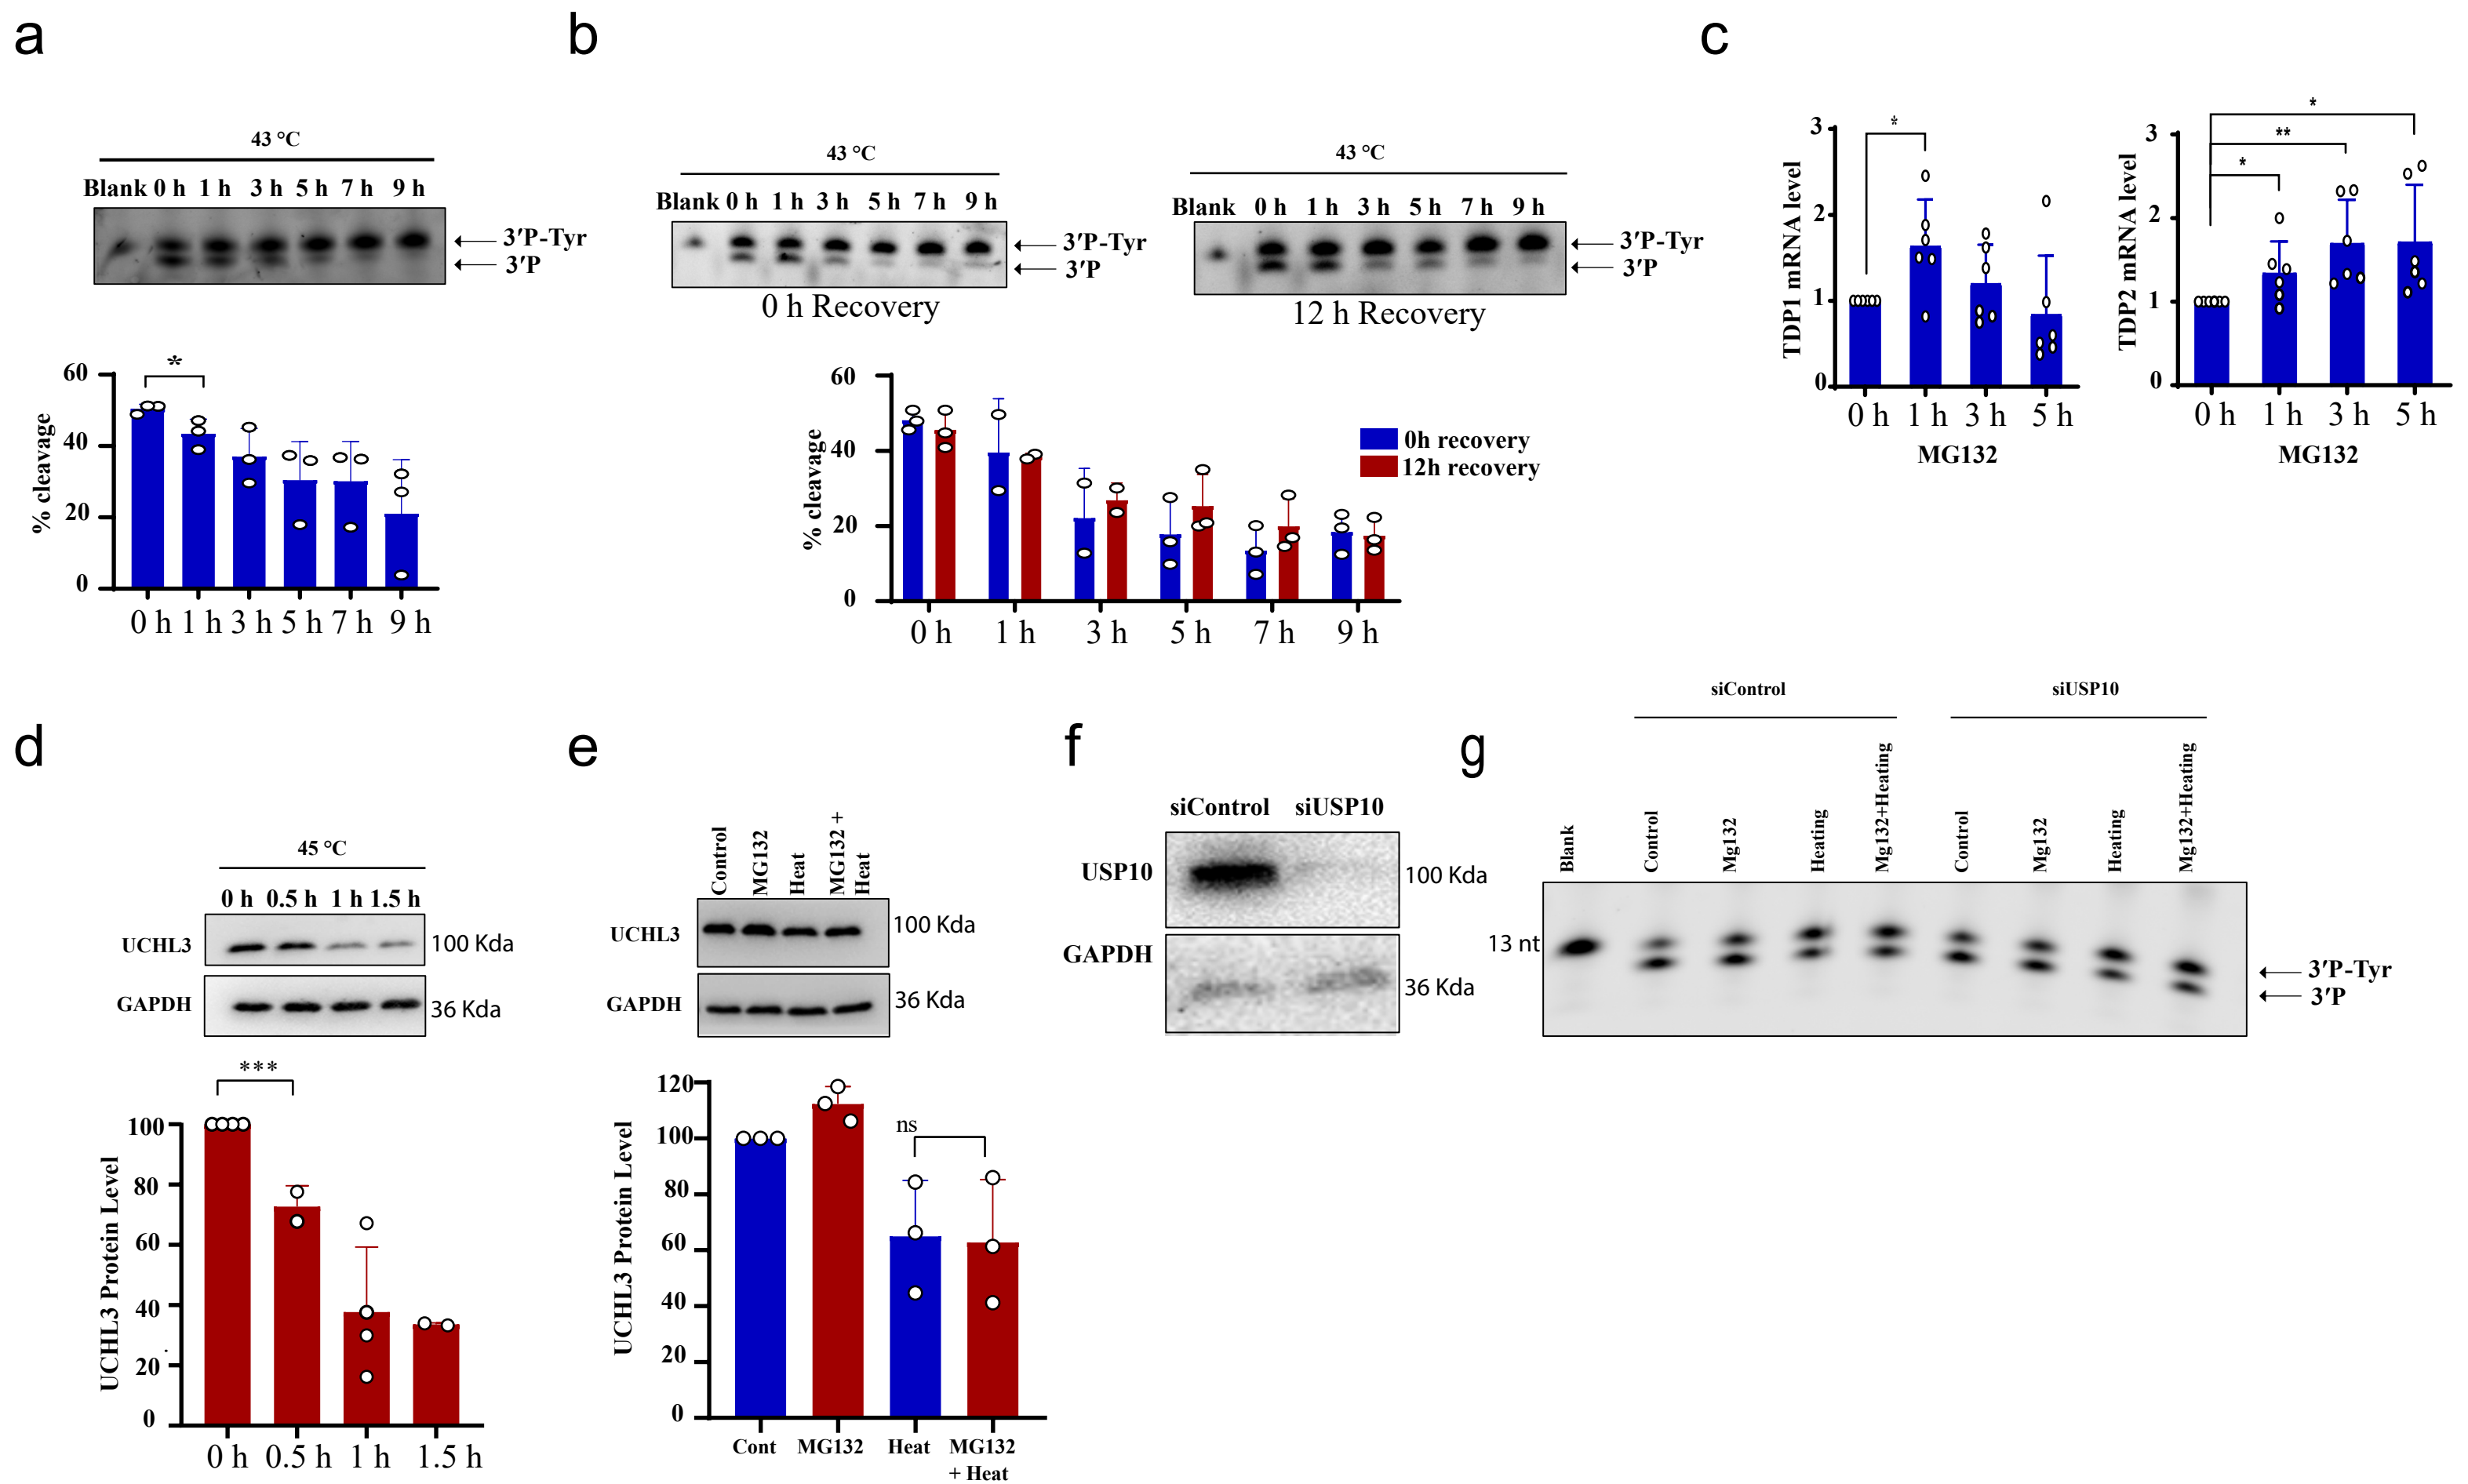 a
43 °C
Blank 0 h 1 h 3 h 5 h 7 h 9 h
3′P-Tyr
3′P
*
% cleavage
60
40
20
0
0 h 1 h 3 h 5 h 7 h 9 h
b
43 °C
Blank 0 h 1 h 3 h 5 h 7 h 9 h
3′P-Tyr
3′P
0 h Recovery
43 °C
Blank 0 h 1 h 3 h 5 h 7 h 9 h
3′P-Tyr
3′P
12 h Recovery
% cleavage
60
40
20
0
0h recovery
12h recovery
0 h 1 h 3 h 5 h 7 h 9 h
c
TDP1 mRNA level
3
2
1
0
*
0 h 1 h 3 h 5 h
MG132
TDP2 mRNA level
3
2
1
0
*
**
*
0 h 1 h 3 h 5 h
MG132
d
45 °C
0 h 0.5 h 1 h 1.5 h
UCHL3
100 Kda
GAPDH
36 Kda
***
UCHL3 Protein Level
100
80
60
40
20
0
0 h 0.5 h 1 h 1.5 h
e
Control
MG132
Heat
MG132 +
Heat
UCHL3
100 Kda
GAPDH
36 Kda
UCHL3 Protein Level
120
100
80
60
40
20
0
ns
Cont MG132 Heat MG132
+ Heat
f
siControl siUSP10
USP10
100 Kda
GAPDH
36 Kda
g
siControl
siUSP10
Blank
Control
Mg132
Heating
Mg132+Heating
Control
Mg132
Heating
Mg132+Heating
13 nt
3′P-Tyr
3′P